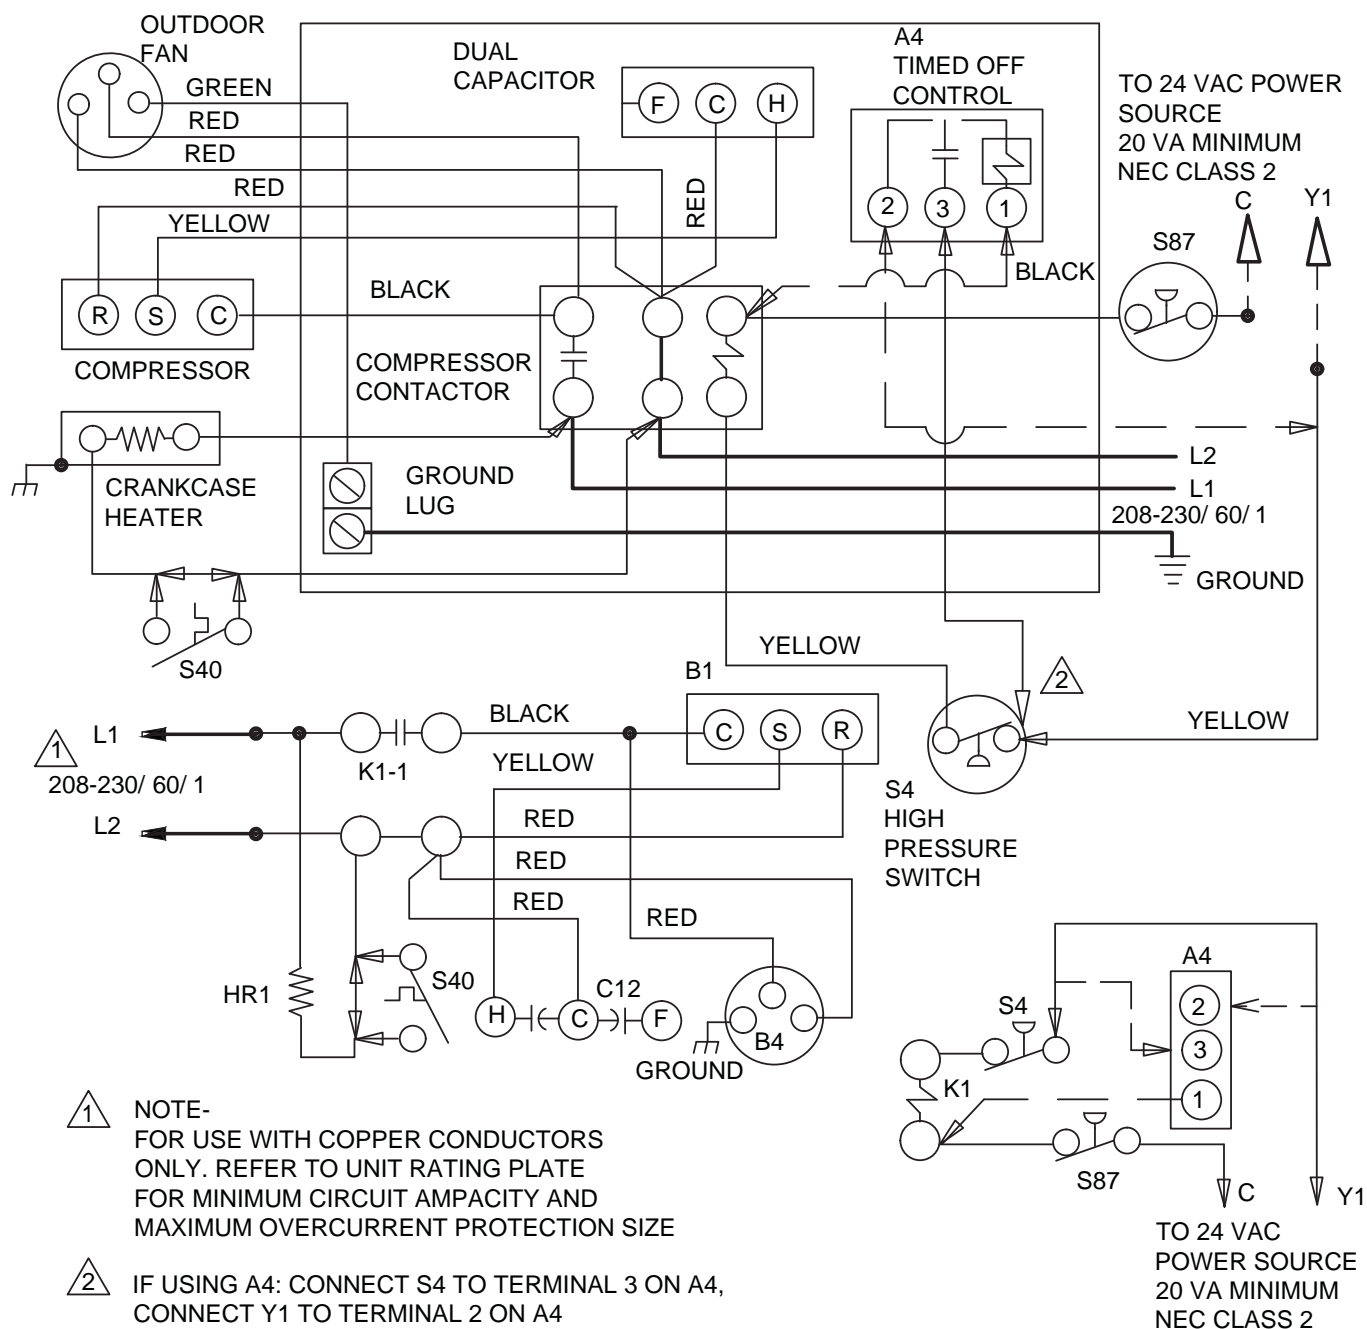 OUTDOOR
FAN
GREEN
RED
RED
RED
YELLOW
DUAL
CAPACITOR
F
C
H
RED
A4
TIMED OFF
CONTROL
2
3
1
BLACK
TO 24 VAC POWER
SOURCE
20 VA MINIMUM
NEC CLASS 2
C
Y1
S87
R
S
C
COMPRESSOR
BLACK
COMPRESSOR
CONTACTOR
CRANKCASE
HEATER
GROUND
LUG
L2
L1
208-230/ 60/ 1
GROUND
S40
YELLOW
2
YELLOW
S4
HIGH
PRESSURE
SWITCH
B1
C
S
R
1
L1
208-230/ 60/ 1
L2
K1-1
BLACK
YELLOW
RED
RED
RED
RED
HR1
S40
H
C
C12
F
B4
GROUND
A4
2
3
1
S4
K1
S87
C
Y1
TO 24 VAC
POWER SOURCE
20 VA MINIMUM
NEC CLASS 2
1
NOTE-
FOR USE WITH COPPER CONDUCTORS
ONLY. REFER TO UNIT RATING PLATE
FOR MINIMUM CIRCUIT AMPACITY AND
MAXIMUM OVERCURRENT PROTECTION SIZE
2
IF USING A4: CONNECT S4 TO TERMINAL 3 ON A4,
CONNECT Y1 TO TERMINAL 2 ON A4